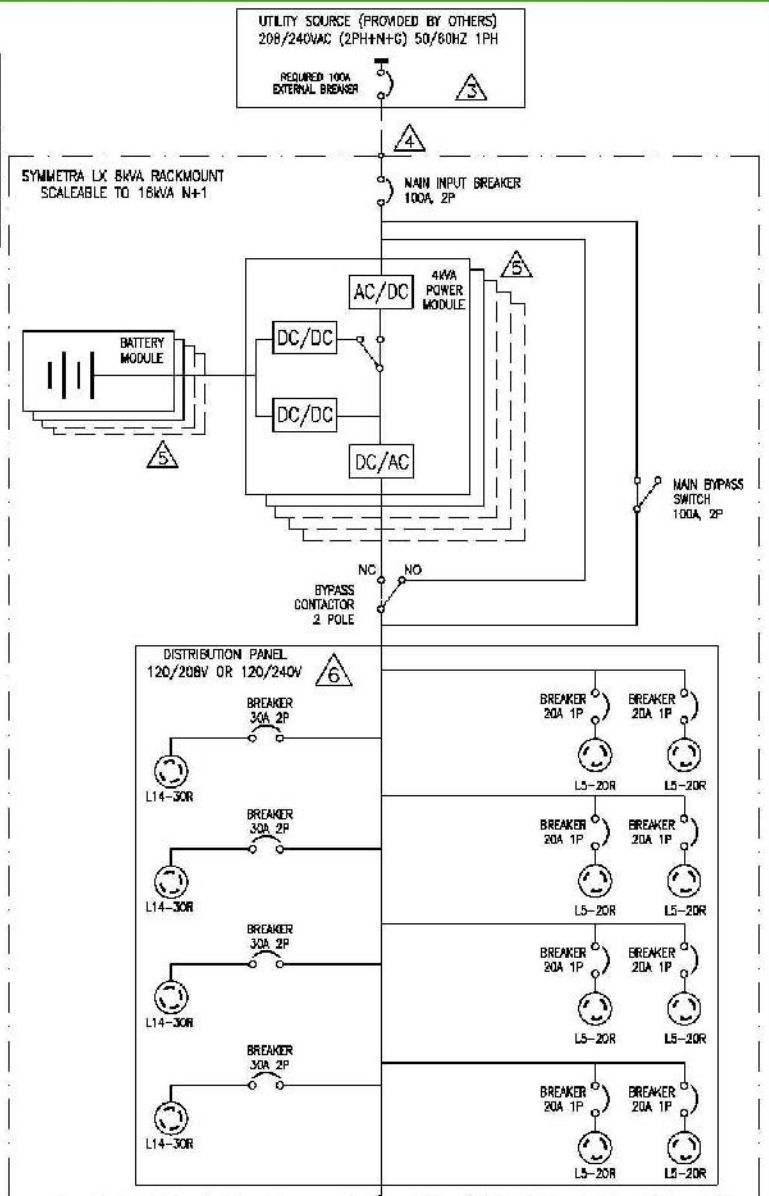 UTILITY SOURCE (PROVIDED BY OTHERS)
208/240VAC (2PH+N+G) 50/60HZ 1PH
REQUIRED 100A
EXTERNAL BREAKER
3
4
SYMMETRA LX 8kVA RACKMOUNT
SCALEABLE TO 16kVA N+1
MAIN INPUT BREAKER
100A, 2P
5
4kVA
POWER
MODULE
AC/DC
BATTERY
MODULE
DC/DC
DC/DC
DC/AC
5
MAIN BYPASS
SWITCH
100A, 2P
NC
NO
BYPASS
CONTACTOR
2 POLE
DISTRIBUTION PANEL
120/208V OR 120/240V
6
BREAKER
30A 2P
L14-30R
BREAKER
20A 1P
BREAKER
20A 1P
L5-20R
L5-20R
BREAKER
30A 2P
L14-30R
BREAKER
20A 1P
BREAKER
20A 1P
L5-20R
L5-20R
BREAKER
30A 2P
L14-30R
BREAKER
20A 1P
BREAKER
20A 1P
L5-20R
L5-20R
BREAKER
30A 2P
L14-30R
BREAKER
20A 1P
BREAKER
20A 1P
L5-20R
L5-20R